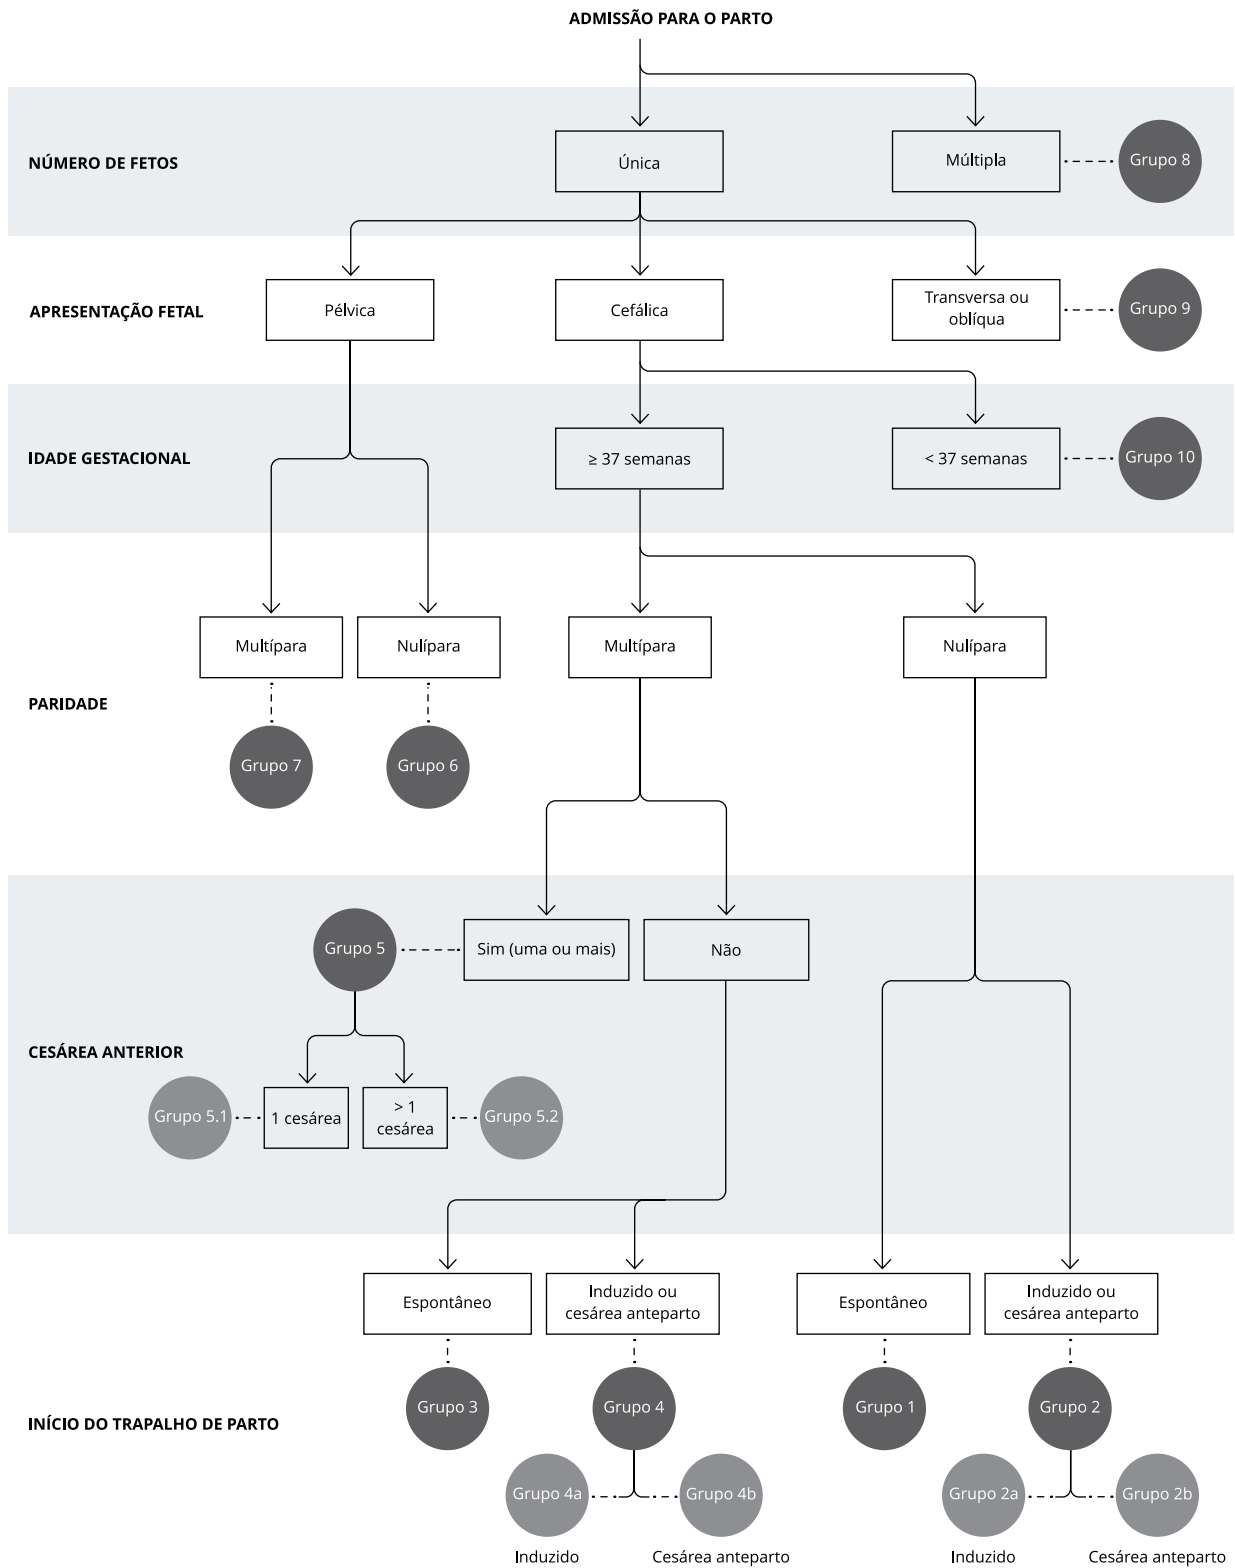 ADMISSÃO PARA O PARTO
NÚMERO DE FETOS
Única
Múltipla
Grupo 8
APRESENTAÇÃO FETAL
Pélvica
Cefálica
Transversa ou
oblíqua
Grupo 9
IDADE GESTACIONAL
≥ 37 semanas
< 37 semanas
Grupo 10
PARIDADE
Multípara
Nulípara
Multípara
Nulípara
Grupo 7
Grupo 6
CESÁREA ANTERIOR
Grupo 5
Sim (uma ou mais)
Não
Grupo 5.1
1 cesárea
> 1
cesárea
Grupo 5.2
Espontâneo
Induzido ou
cesárea anteparto
Espontâneo
Induzido ou
cesárea anteparto
INÍCIO DO TRAPALHO DE PARTO
Grupo 3
Grupo 4
Grupo 1
Grupo 2
Grupo 4a
Grupo 4b
Grupo 2a
Grupo 2b
Induzido
Cesárea anteparto
Induzido
Cesárea anteparto